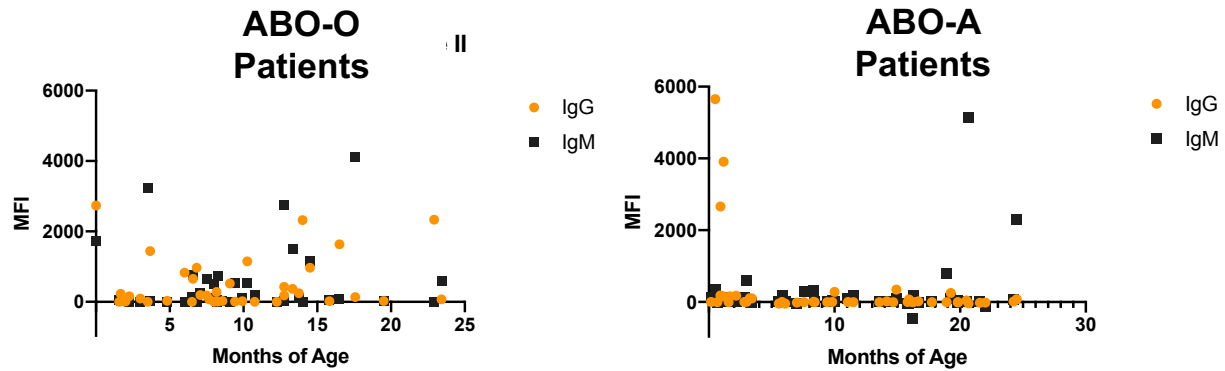 ABO-O
Patients
II
6000
4000
2000
0
MFI
5
10
15
20
25
Months of Age
IgG
IgM
ABO-A
Patients
6000
4000
2000
0
MFI
10
20
30
Months of Age
IgG
IgM